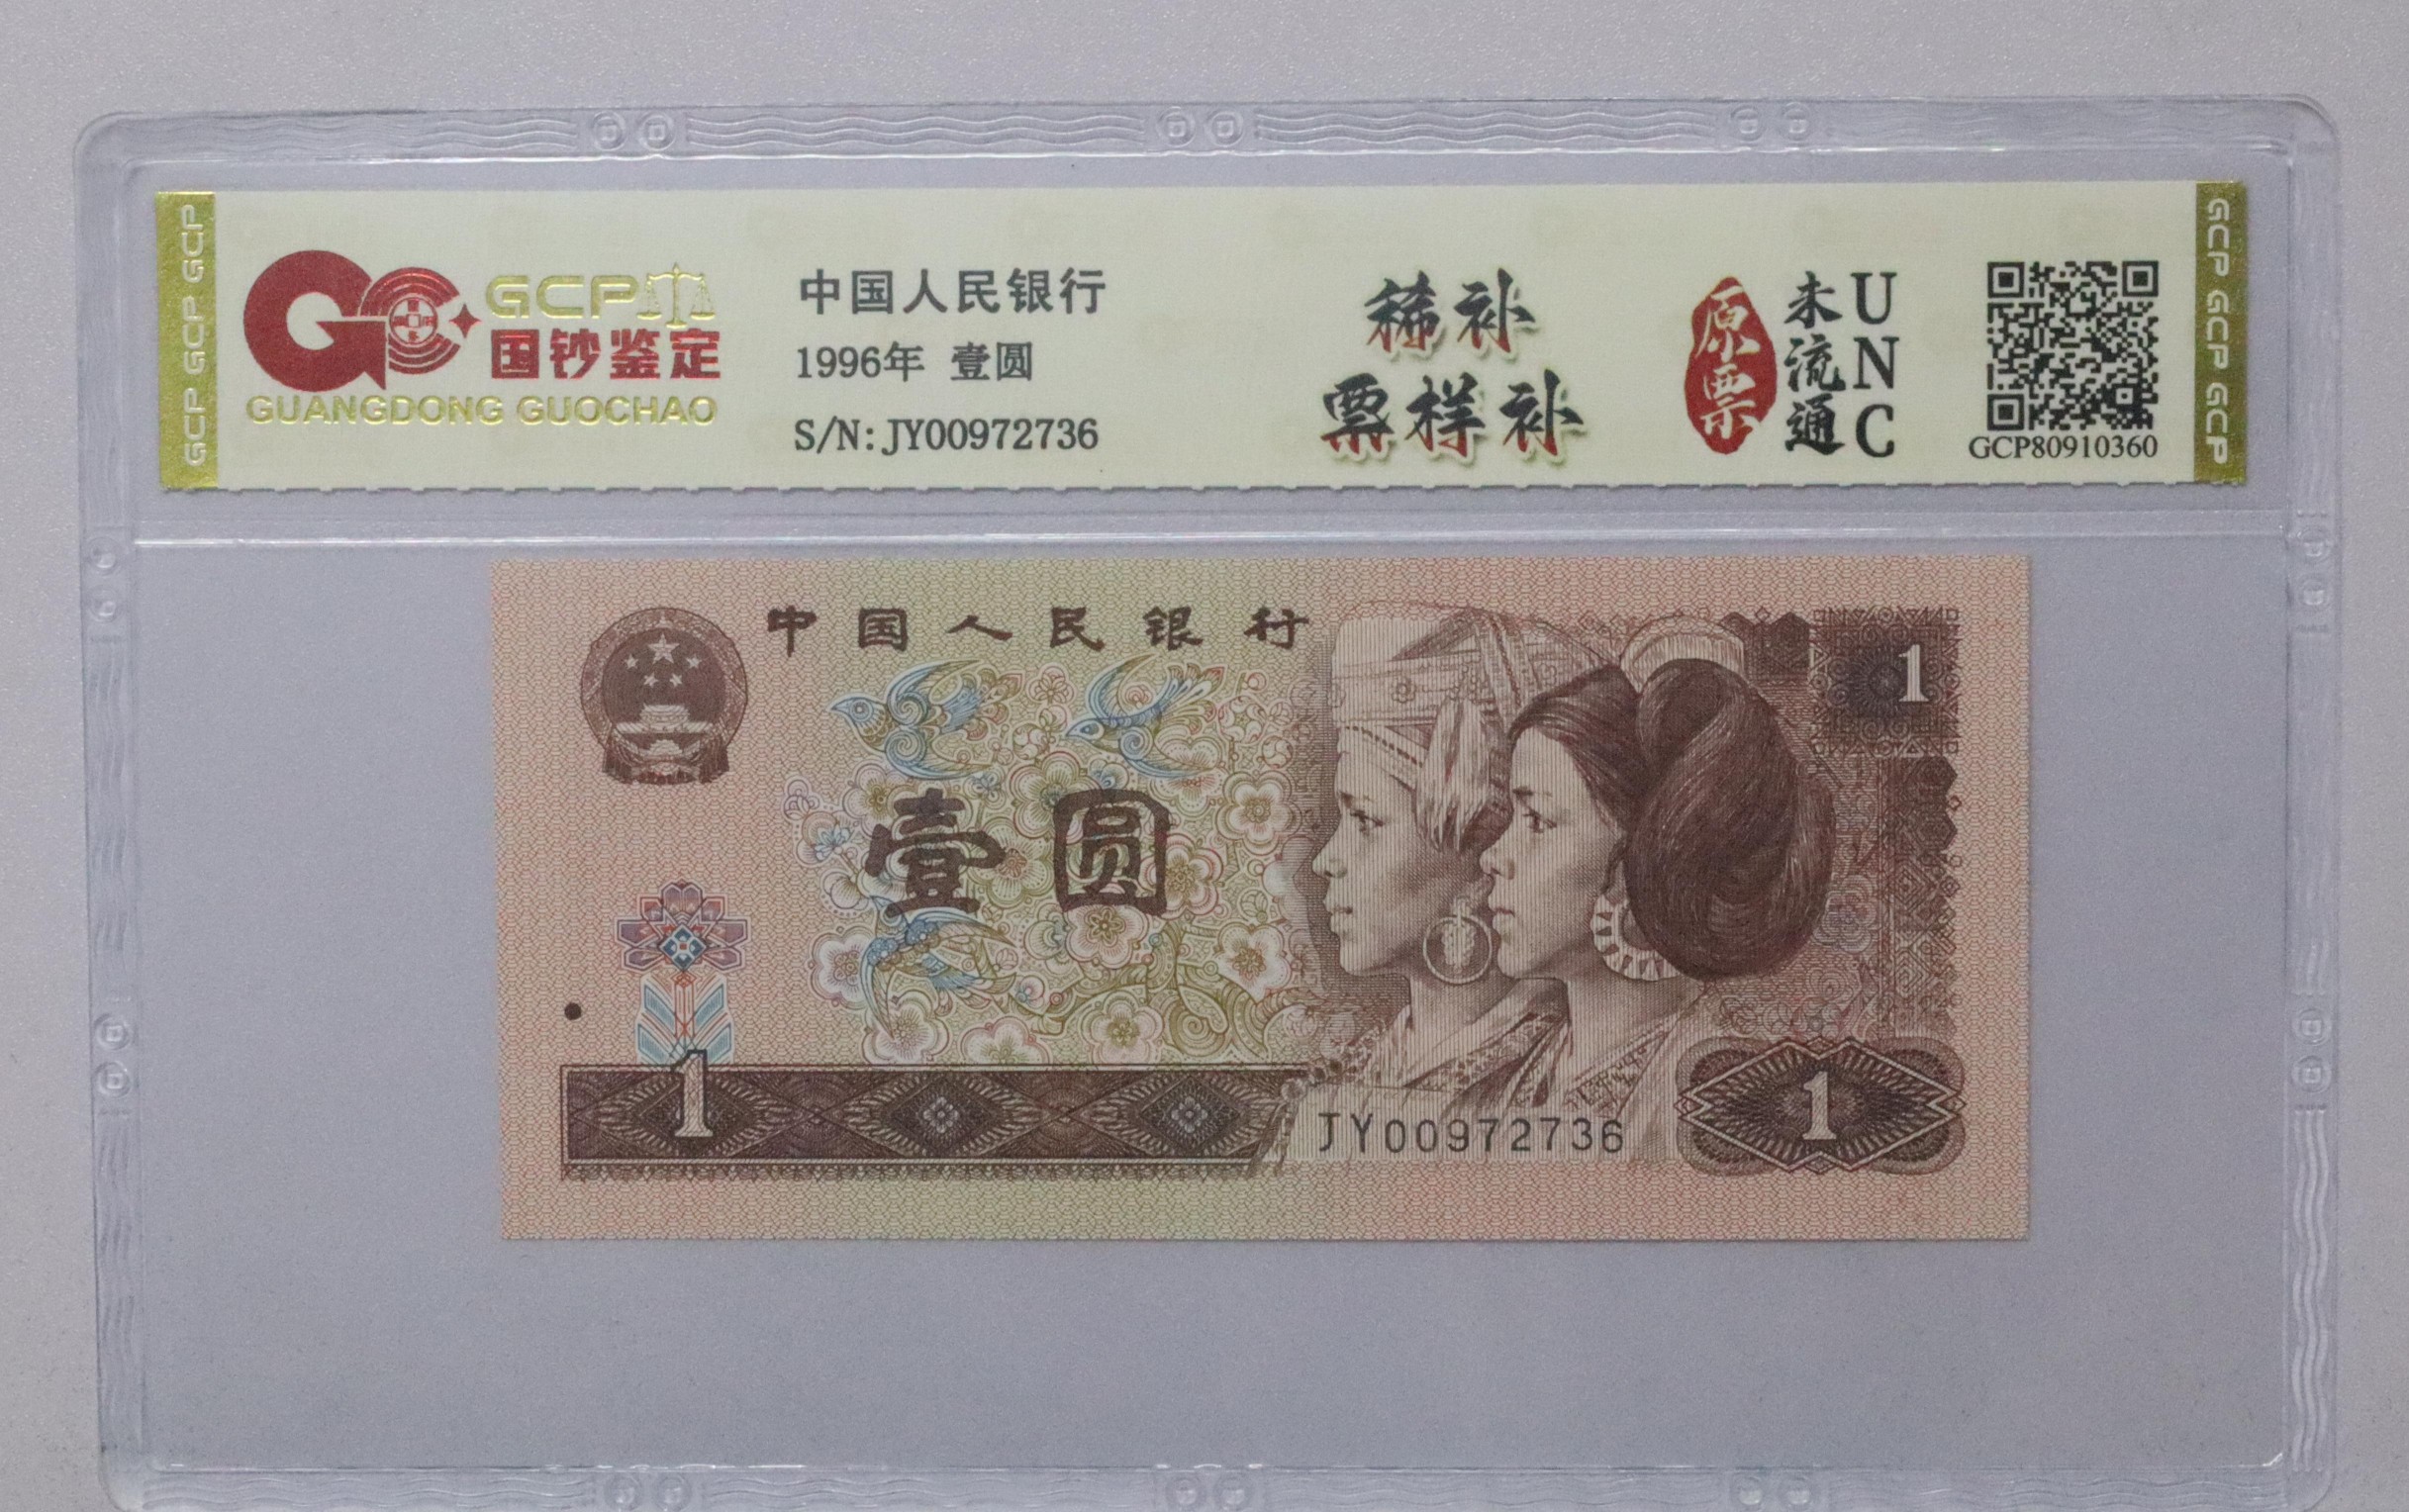 GCP GCP GCP
GCP
国钞鉴定
GUANGDONG GUOCHAO
中国人民银行
1996年 壹圆
S/N:JY00972736
稀补
票样补
原票
未流通
UNC
GCP80910360
GCP GCP GCP
中国人民银行
1
壹圆
1
JY00972736
1